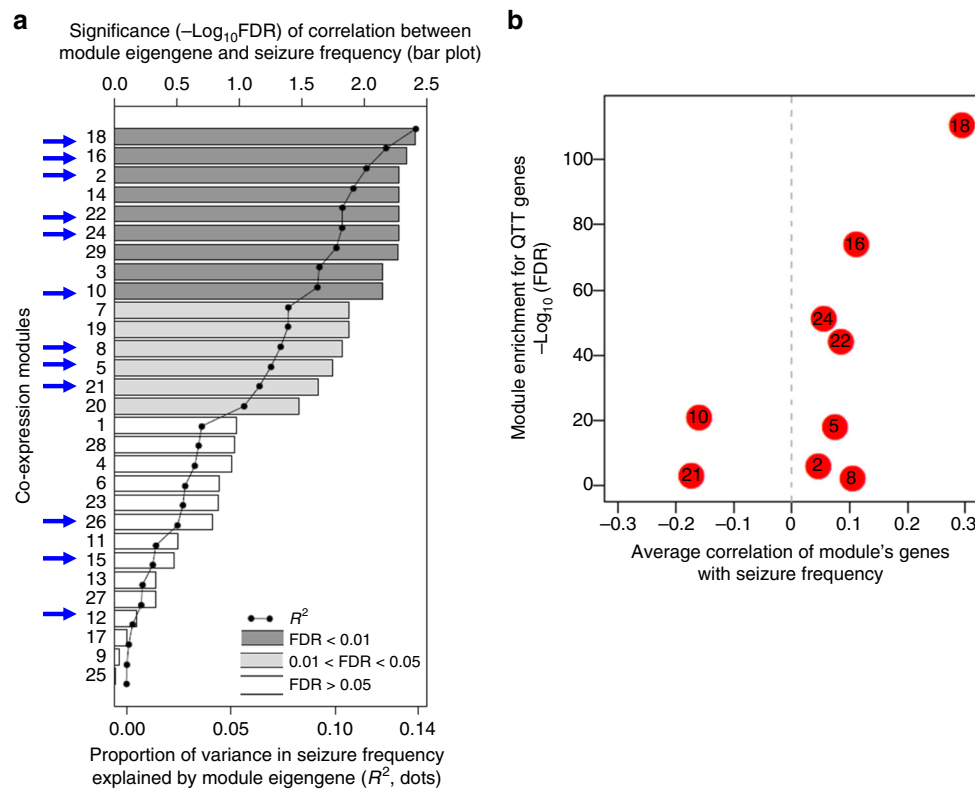 a
Significance (–Log10FDR) of correlation between
module eigengene and seizure frequency (bar plot)
0.0 0.5 1.0 1.5 2.0 2.5
Co-expression modules
18
16
2
14
22
24
29
3
10
7
19
8
5
21
20
1
28
4
6
23
26
11
15
13
27
12
17
9
25
R²
FDR < 0.01
0.01 < FDR < 0.05
FDR > 0.05
0.00 0.05 0.10 0.14
Proportion of variance in seizure frequency
explained by module eigengene (R², dots)
b
Module enrichment for QTT genes
–Log10 (FDR)
100
80
60
40
20
0
18
16
24
22
10
5
2
21
8
–0.3 –0.2 –0.1 0 0.1 0.2 0.3
Average correlation of module's genes
with seizure frequency